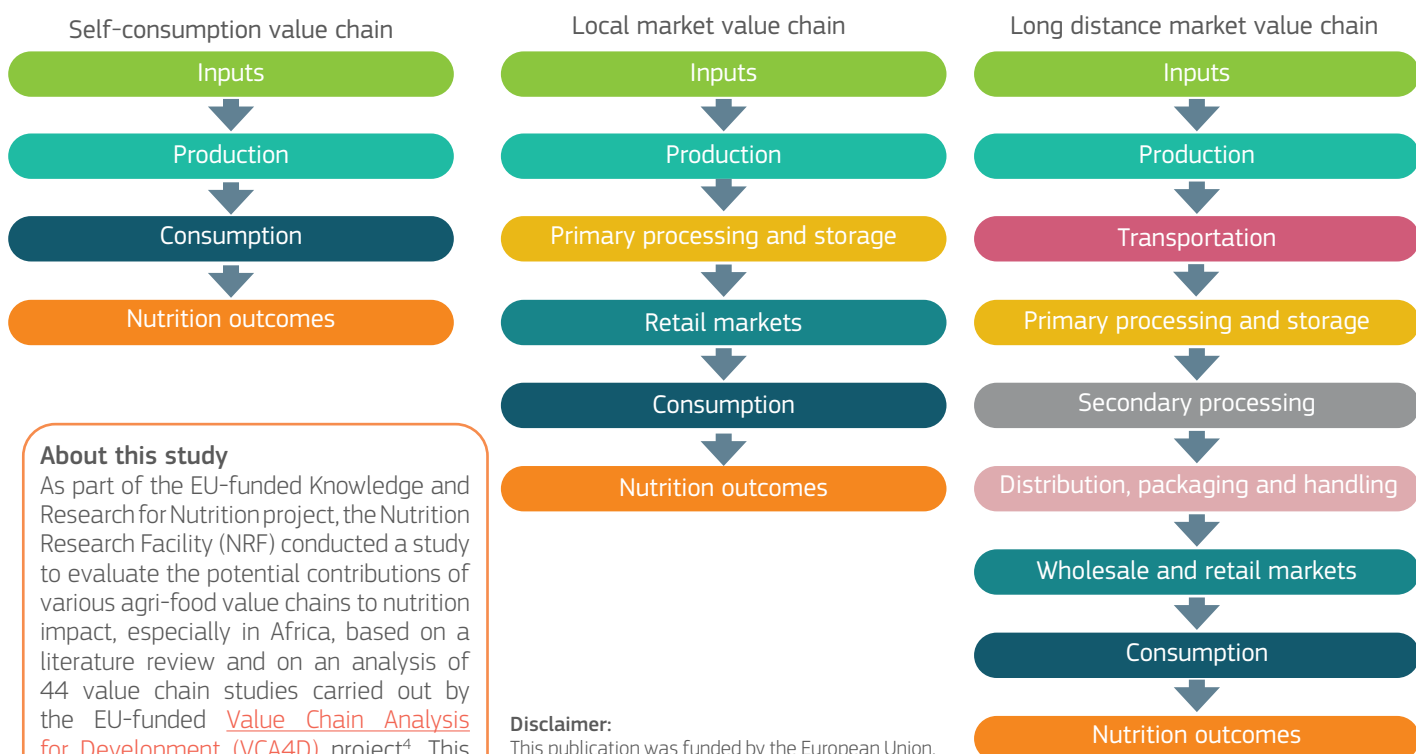 Self-consumption value chain
Inputs
Production
Consumption
Nutrition outcomes
Local market value chain
Inputs
Production
Primary processing and storage
Retail markets
Consumption
Nutrition outcomes
Long distance market value chain
Inputs
Production
Transportation
Primary processing and storage
Secondary processing
Distribution, packaging and handling
Wholesale and retail markets
Consumption
Nutrition outcomes
About this study
As part of the EU-funded Knowledge and
Research for Nutrition project, the Nutrition
Research Facility (NRF) conducted a study
to evaluate the potential contributions of
various agri-food value chains to nutrition
impact, especially in Africa, based on a
literature review and on an analysis of
44 value chain studies carried out by
the EU-funded Value Chain Analysis
for Development (VCA4D) project⁴. This
Disclaimer:
This publication was funded by the European Union.